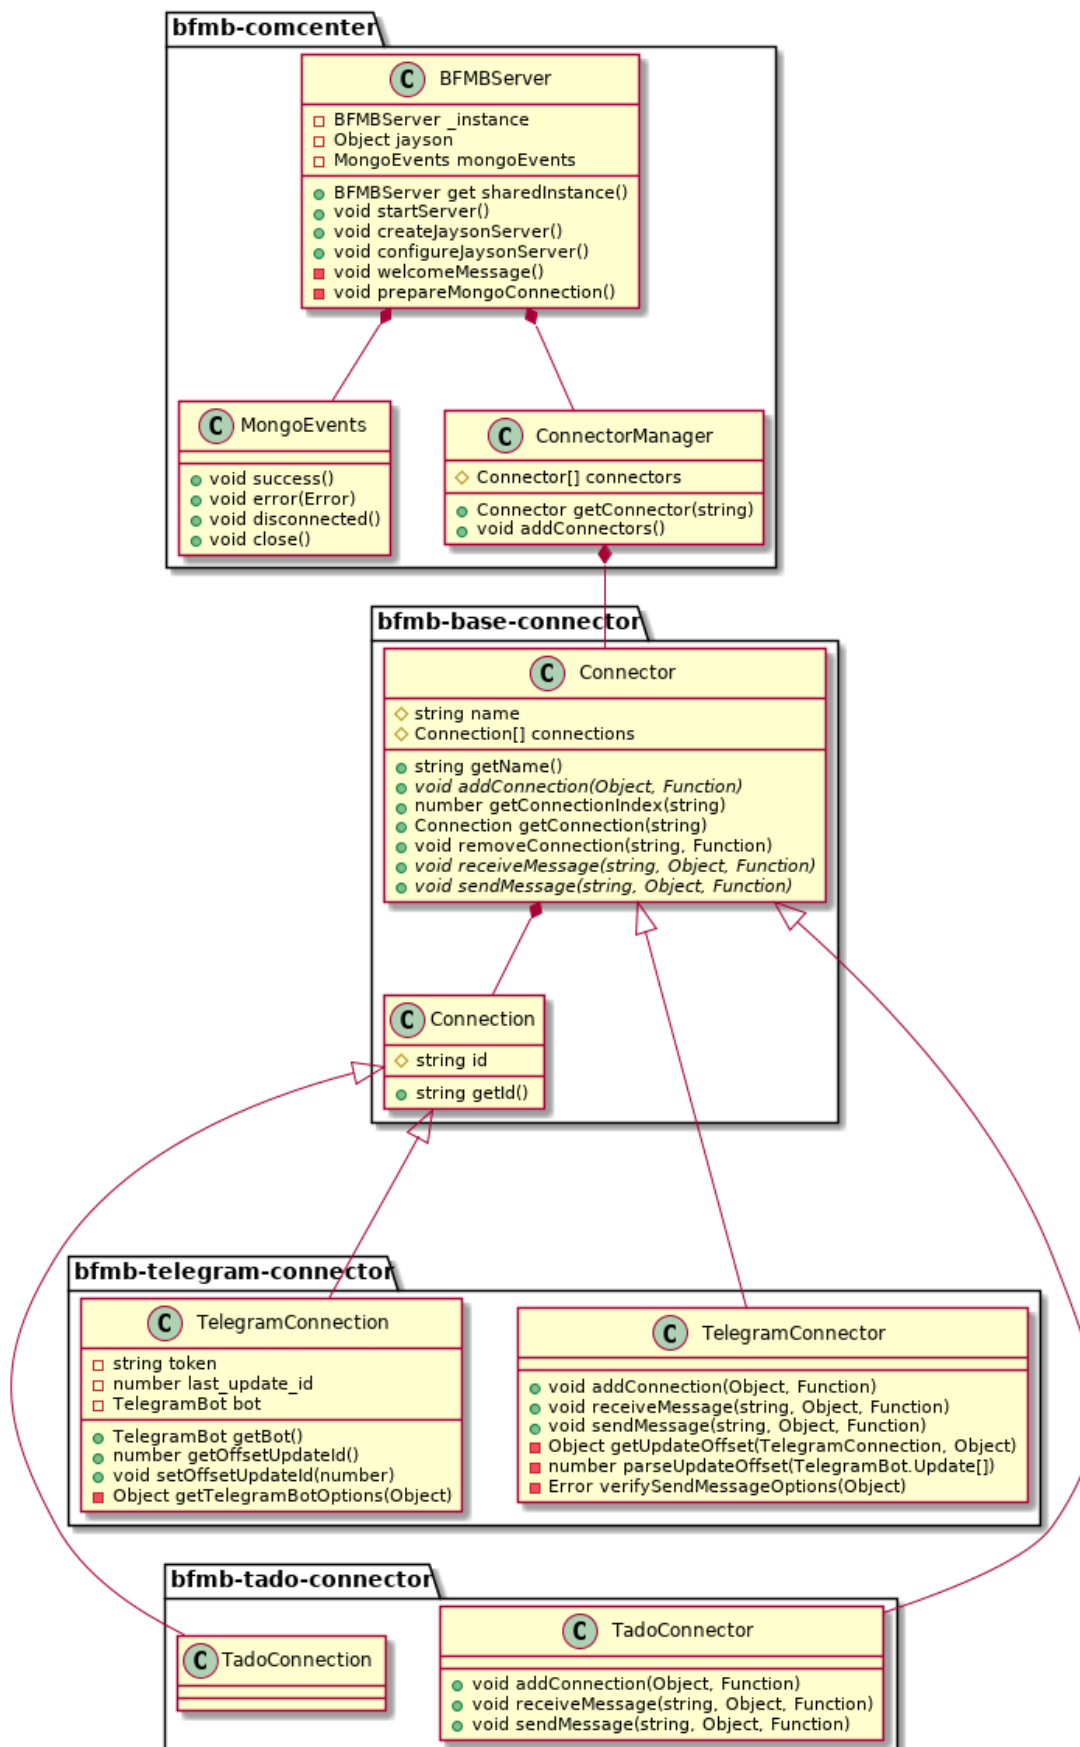 bfmb-comcenter
C BFMBServer
BFMBServer _instance
Object jayson
MongoEvents mongoEvents
BFMBServer get sharedInstance()
void startServer()
void createJaysonServer()
void configureJaysonServer()
void welcomeMessage()
void prepareMongoConnection()
C MongoEvents
void success()
void error(Error)
void disconnected()
void close()
C ConnectorManager
Connector[] connectors
Connector getConnector(string)
void addConnectors()
bfmb-base-connector
C Connector
string name
Connection[] connections
string getName()
void addConnection(Object, Function)
number getConnectionIndex(string)
Connection getConnection(string)
void removeConnection(string, Function)
void receiveMessage(string, Object, Function)
void sendMessage(string, Object, Function)
C Connection
string id
string getId()
bfmb-telegram-connector
C TelegramConnection
string token
number last_update_id
TelegramBot bot
TelegramBot getBot()
number getOffsetUpdateId()
void setOffsetUpdateId(number)
Object getTelegramBotOptions(Object)
C TelegramConnector
void addConnection(Object, Function)
void receiveMessage(string, Object, Function)
void sendMessage(string, Object, Function)
Object getUpdateOffset(TelegramConnection, Object)
number parseUpdateOffset(TelegramBot.Update[])
Error verifySendMessageOptions(Object)
bfmb-tado-connector
C TadoConnection
C TadoConnector
void addConnection(Object, Function)
void receiveMessage(string, Object, Function)
void sendMessage(string, Object, Function)